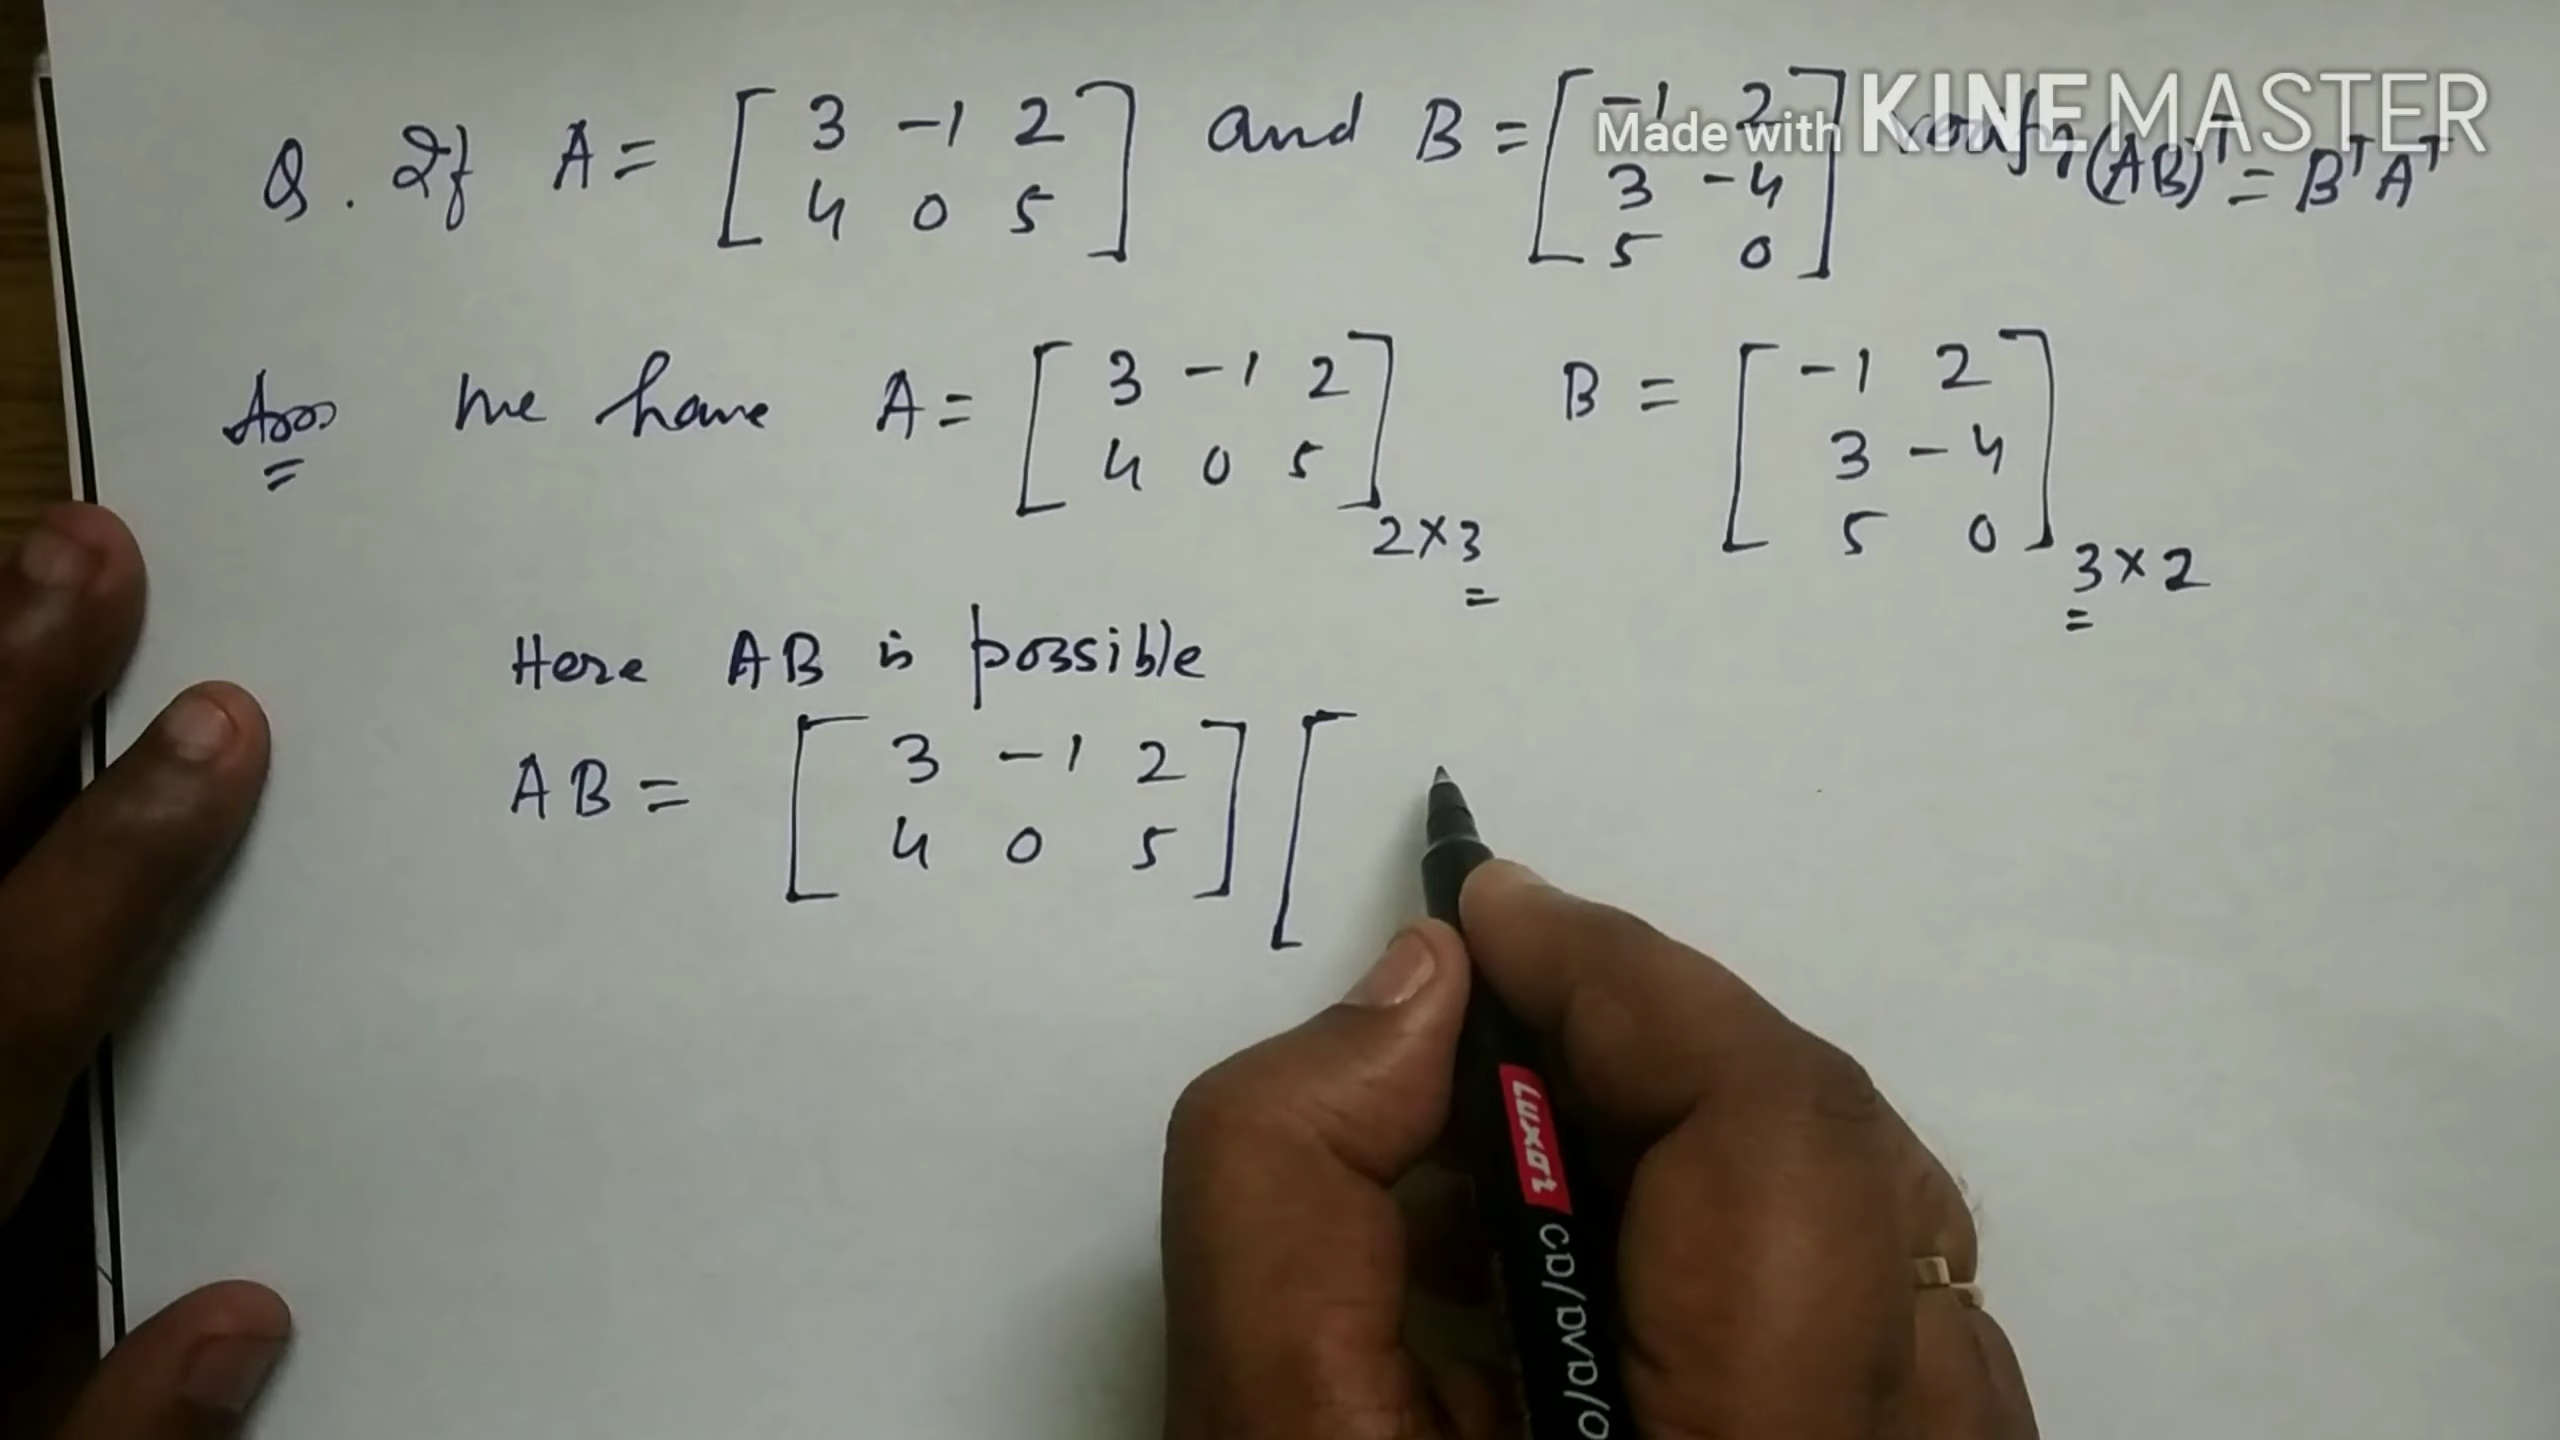 Q. If A = [ 3 -1 2 ] and B = [ -1 2 ]
4 0 5
3 -4
5 0
(AB)ᵀ = BᵀAᵀ
Made with KINEMASTER
Ans we have A = [ 3 -1 2 ] B = [ -1 2 ]
4 0 5
3 -4
5 0
2×3
3×2
Here AB is possible
AB = [ 3 -1 2 ] [
4 0 5
Luxor
CD/DVD/O